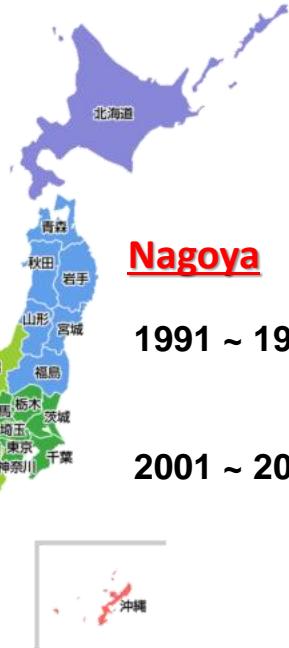 北海道
青森
秋田
岩手
Nagoya
山形
宮城
1991 ~ 19
福島
栃木
茨城
埼玉
東京
千葉
神奈川
2001 ~ 20
沖縄